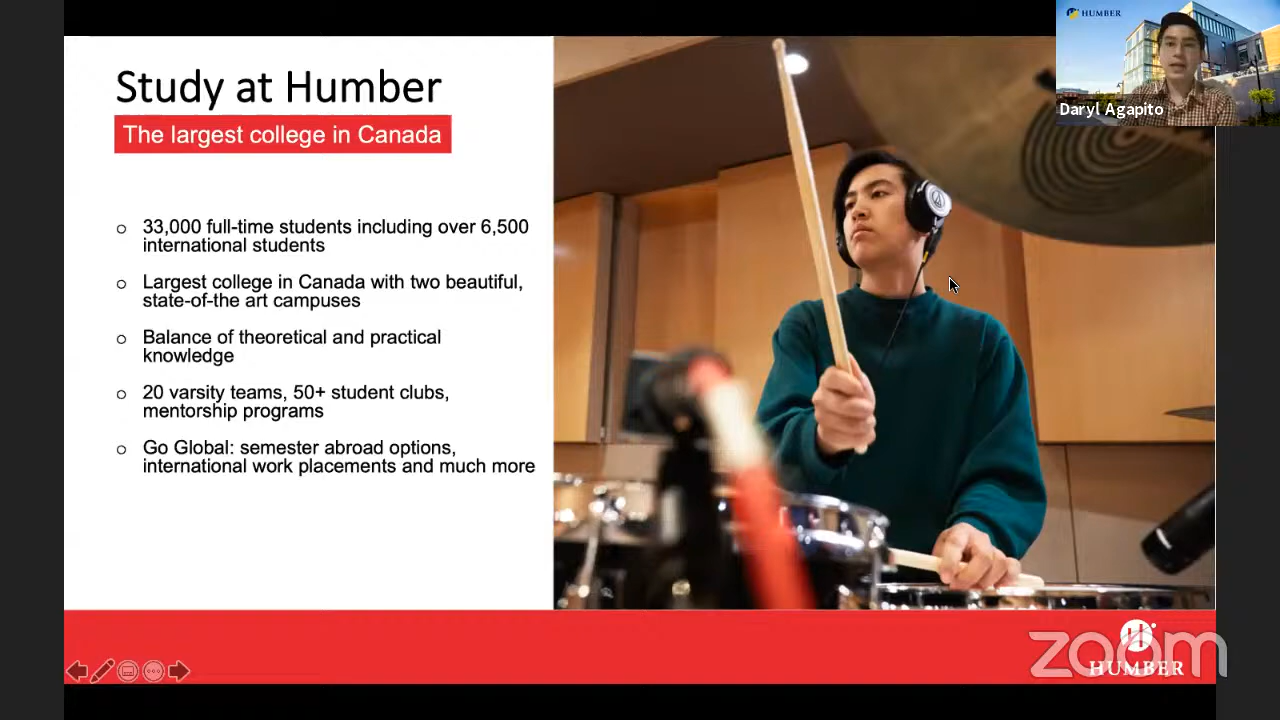 Study at Humber
The largest college in Canada
o 33,000 full-time students including over 6,500
international students
o Largest college in Canada with two beautiful,
state-of-the art campuses
o Balance of theoretical and practical
knowledge
o 20 varsity teams, 50+ student clubs,
mentorship programs
o Go Global: semester abroad options,
international work placements and much more
HUMBER
Daryl Agapito
zoom
HUMBER